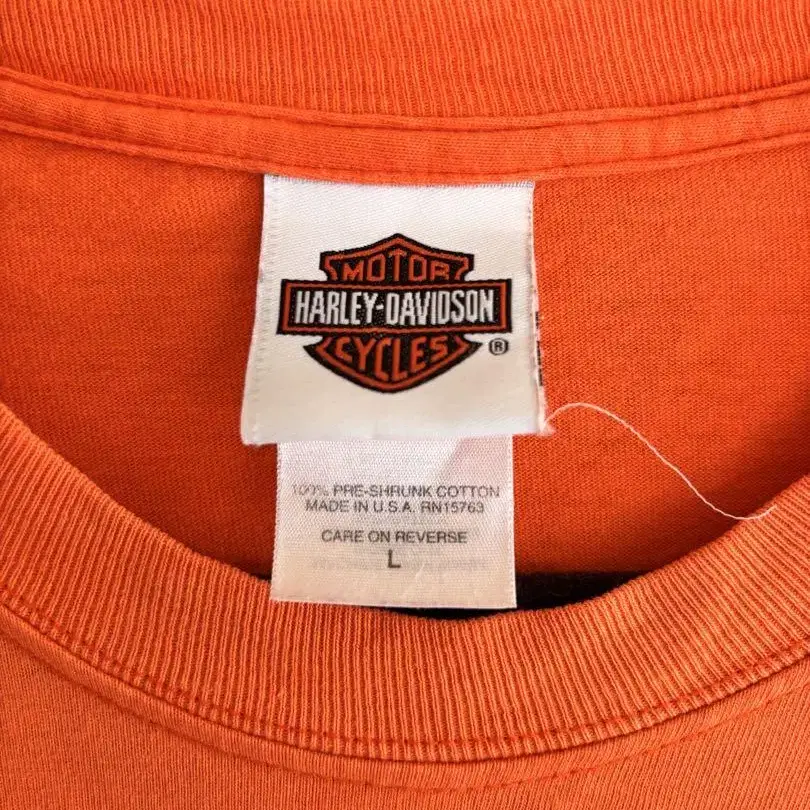 MOTOR
HARLEY-DAVIDSON
CYCLES ®
100% PRE-SHRUNK COTTON
MADE IN U.S.A. RN15763
CARE ON REVERSE
L